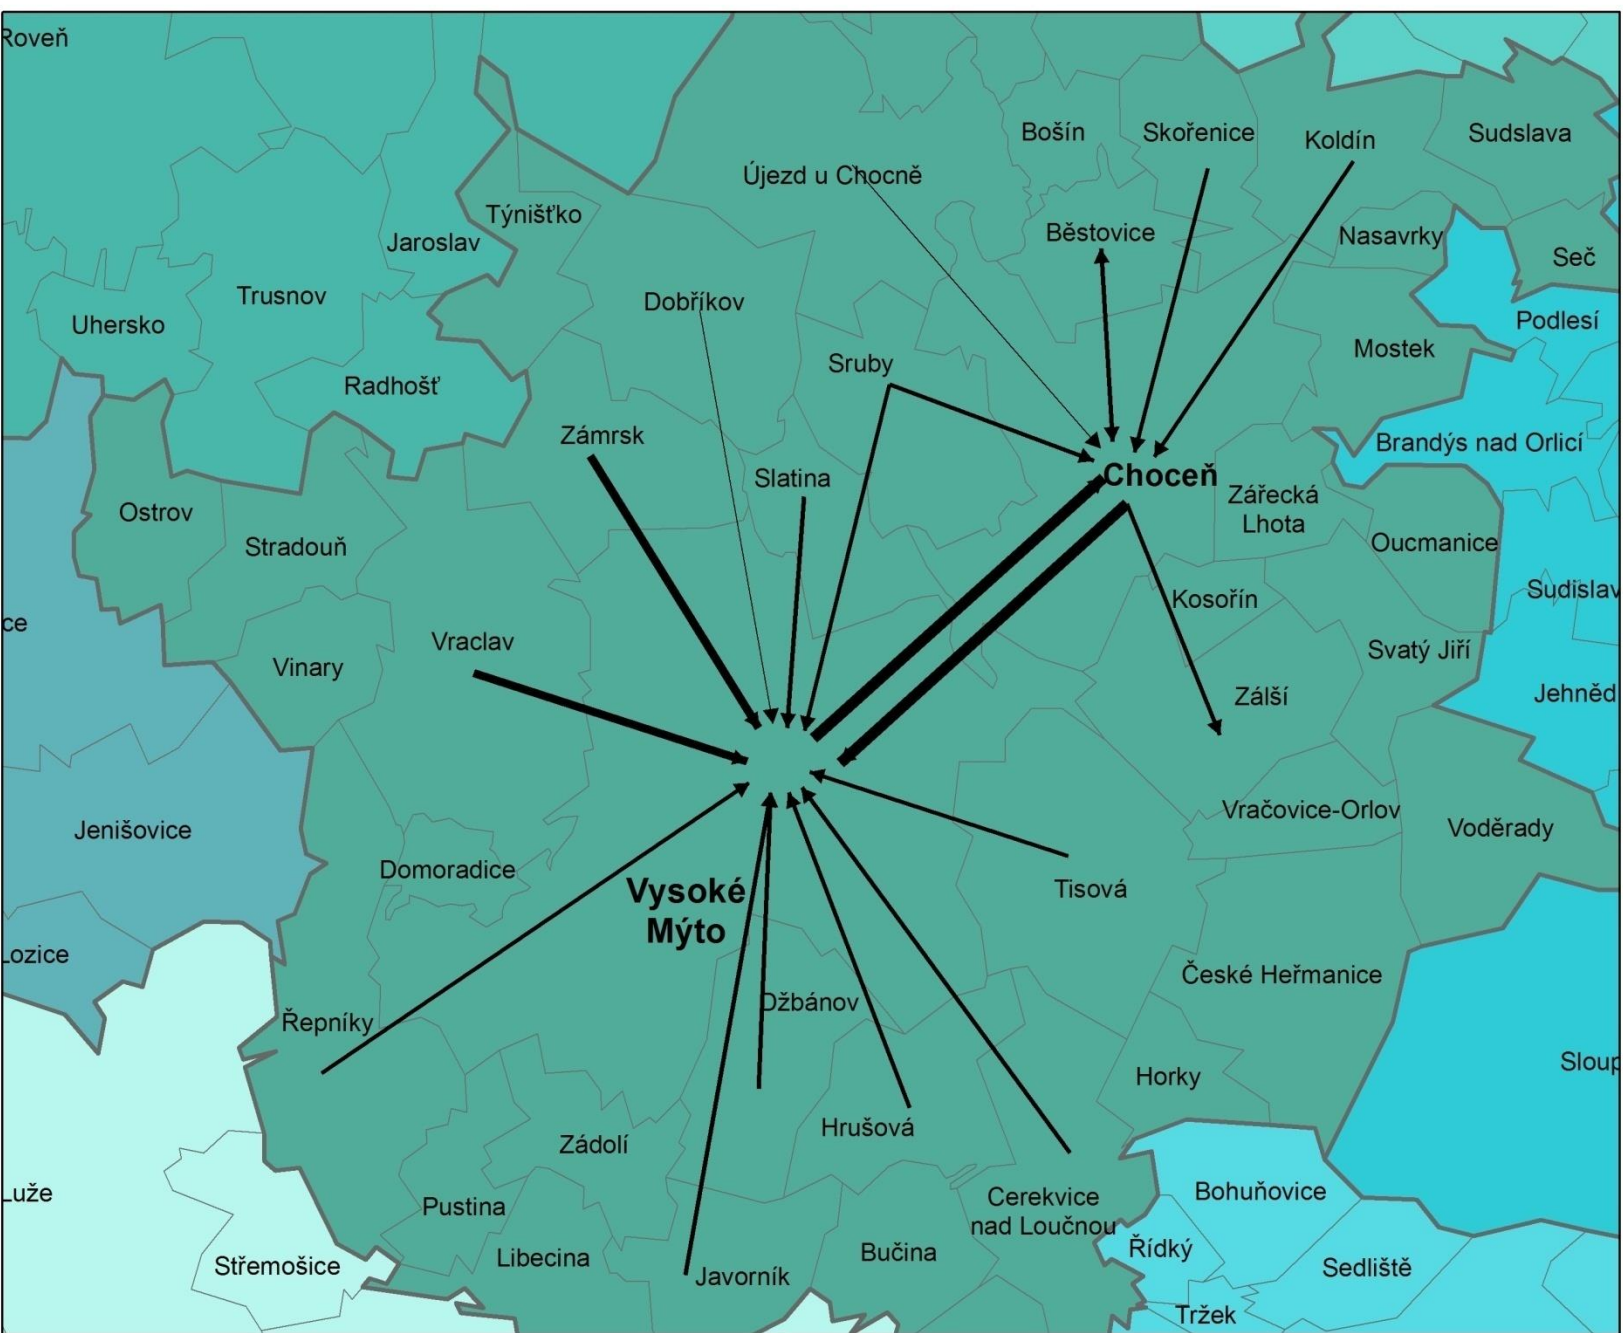 Roveň
Bošín
Skořenice
Koldín
Sudslava
Újezd u Chocně
Týnišťko
Jaroslav
Běstovice
Nasavrky
Seč
Trusnov
Dobříkov
Uhersko
Podlesí
Mostek
Sruby
Radhošť
Zámrsk
Brandýs nad Orlicí
Slatina
Choceň
Zářecká
Lhota
Ostrov
Stradouň
Oucmanice
Kosořín
Sudislav
ce
Vraclav
Vinary
Svatý Jiří
Zálší
Jehněd
Jenišovice
Vračovice-Orlov
Voděrady
Domoradice
Vysoké
Mýto
Tisová
Lozice
České Heřmanice
Džbánov
Řepníky
Horky
Sloup
Hrušová
Zádolí
Luže
Pustina
Cerekvice
nad Loučnou
Bohuňovice
Libecina
Bučina
Řídký
Střemošice
Javorník
Sedliště
Tržek